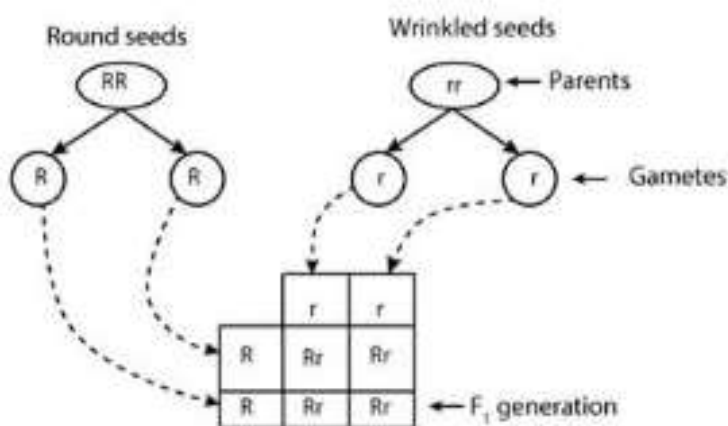 Round seeds
Wrinkled seeds
RR
rr
Parents
R
R
r
r
Gametes
r
r
R
Rr
Rr
R
Rr
Rr
F₁ generation